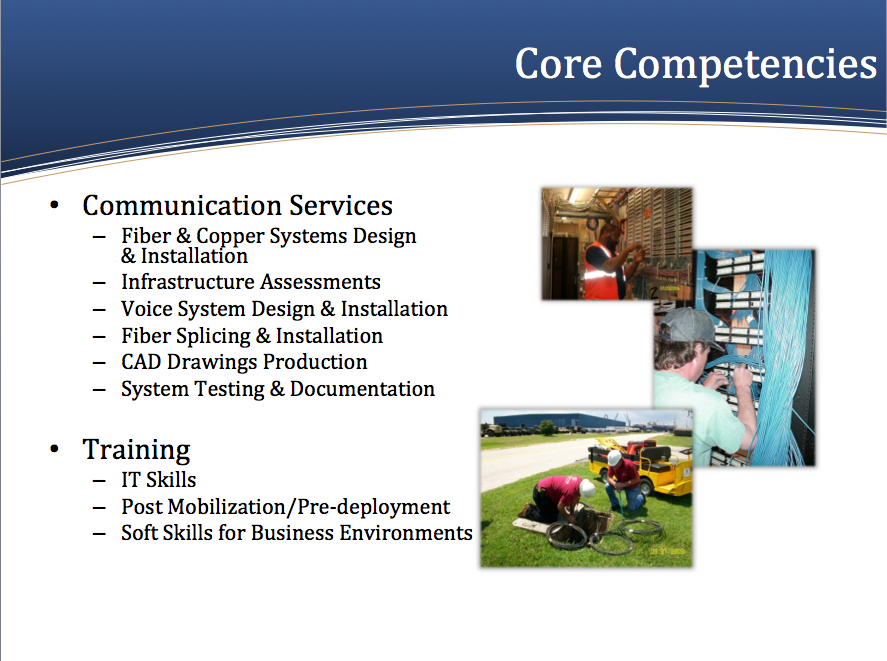 Core Competencies
• Communication Services
– Fiber & Copper Systems Design
& Installation
– Infrastructure Assessments
– Voice System Design & Installation
– Fiber Splicing & Installation
– CAD Drawings Production
– System Testing & Documentation
• Training
– IT Skills
– Post Mobilization/Pre-deployment
– Soft Skills for Business Environments